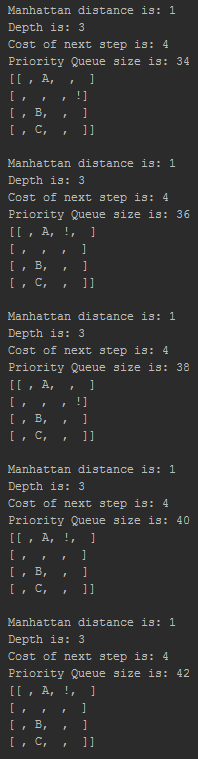 Manhattan distance is: 1
Depth is: 3
Cost of next step is: 4
Priority Queue size is: 34
[[ , A,  ,  ]
[ ,  ,  , !]
[ , B,  ,  ]
[ , C,  ,  ]]
Manhattan distance is: 1
Depth is: 3
Cost of next step is: 4
Priority Queue size is: 36
[[ , A, !,  ]
[ ,  ,  ,  ]
[ , B,  ,  ]
[ , C,  ,  ]]
Manhattan distance is: 1
Depth is: 3
Cost of next step is: 4
Priority Queue size is: 38
[[ , A,  ,  ]
[ ,  ,  , !]
[ , B,  ,  ]
[ , C,  ,  ]]
Manhattan distance is: 1
Depth is: 3
Cost of next step is: 4
Priority Queue size is: 40
[[ , A, !,  ]
[ ,  ,  ,  ]
[ , B,  ,  ]
[ , C,  ,  ]]
Manhattan distance is: 1
Depth is: 3
Cost of next step is: 4
Priority Queue size is: 42
[[ , A, !,  ]
[ ,  ,  ,  ]
[ , B,  ,  ]
[ , C,  ,  ]]